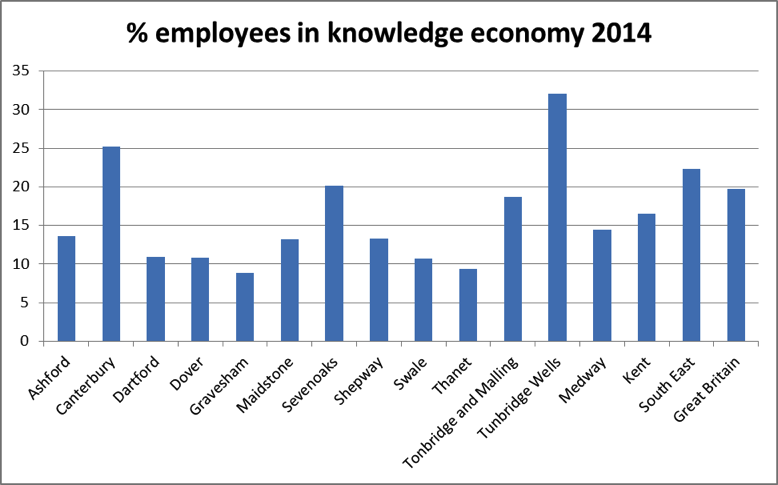 % employees in knowledge economy 2014
35
30
25
20
15
10
5
0
Ashford
Canterbury
Dartford
Dover
Gravesham
Maidstone
Sevenoaks
Shepway
Swale
Thanet
Tonbridge and Malling
Tunbridge Wells
Medway
Kent
South East
Great Britain